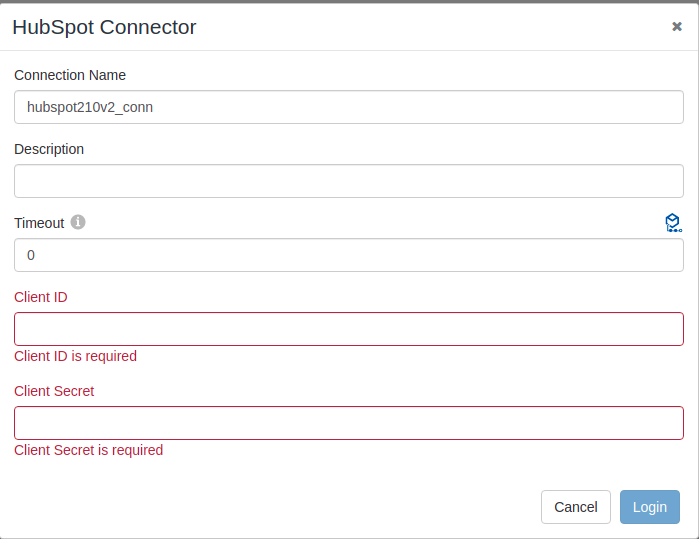 HubSpot Connector
Connection Name
hubspot210v2_conn
Description
Timeout
0
Client ID
Client ID is required
Client Secret
Client Secret is required
Cancel
Login